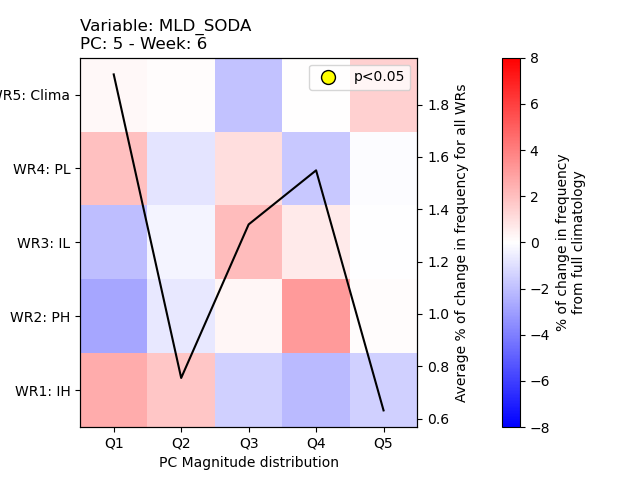 Variable: MLD_SODA
PC: 5 - Week: 6
p<0.05
WR5: Clima
WR4: PL
WR3: IL
WR2: PH
WR1: IH
Q1 Q2 Q3 Q4 Q5
PC Magnitude distribution
1.8
1.6
1.4
1.2
1.0
0.8
0.6
Average % of change in frequency for all WRs
8
6
4
2
0
−2
−4
−6
−8
% of change in frequency
from full climatology